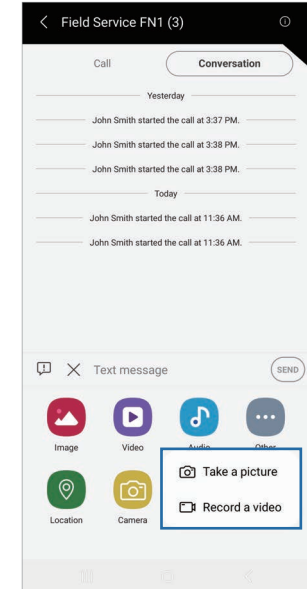 Field Service FN1 (3)
Call
Conversation
Yesterday
John Smith started the call at 3:37 PM.
John Smith started the call at 3:38 PM.
John Smith started the call at 3:38 PM.
Today
John Smith started the call at 11:36 AM.
John Smith started the call at 11:36 AM.
Text message
SEND
Image
Video
Audio
Other
Take a picture
Record a video
Location
Camera